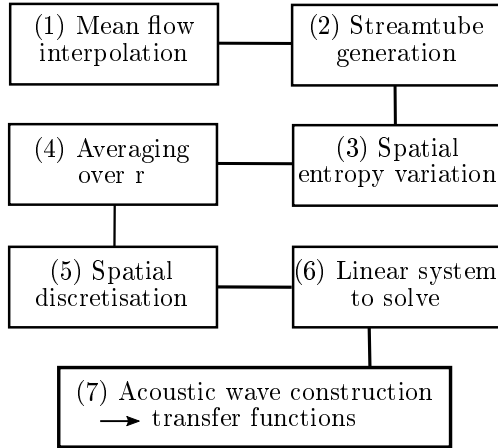 (1) Mean flow
interpolation
(2) Streamtube
generation
(3) Spatial
entropy variation
(4) Averaging
over r
(5) Spatial
discretisation
(6) Linear system
to solve
(7) Acoustic wave construction
→ transfer functions